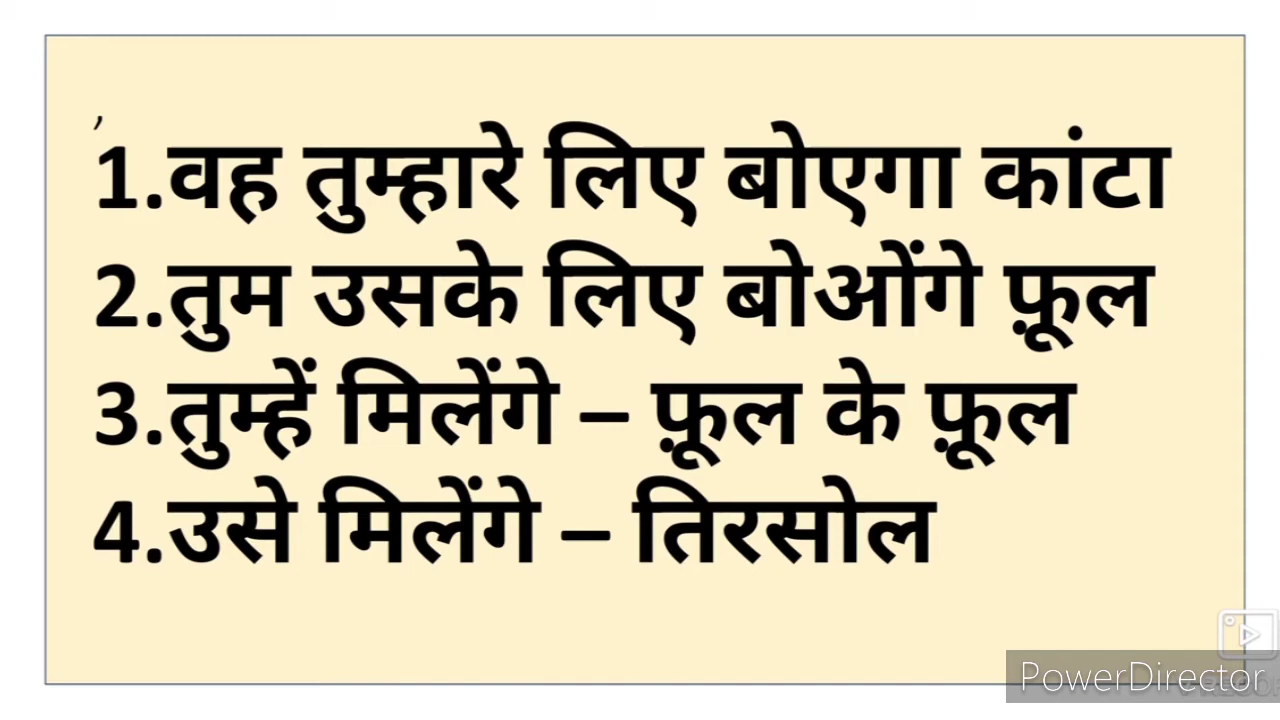 ,
1.वह तुम्हारे लिए बोएगा कांटा
2.तुम उसके लिए बोओंगे फ़ूल
3.तुम्हें मिलेंगे – फ़ूल के फ़ूल
4.उसे मिलेंगे – तिरसोल
PowerDirector